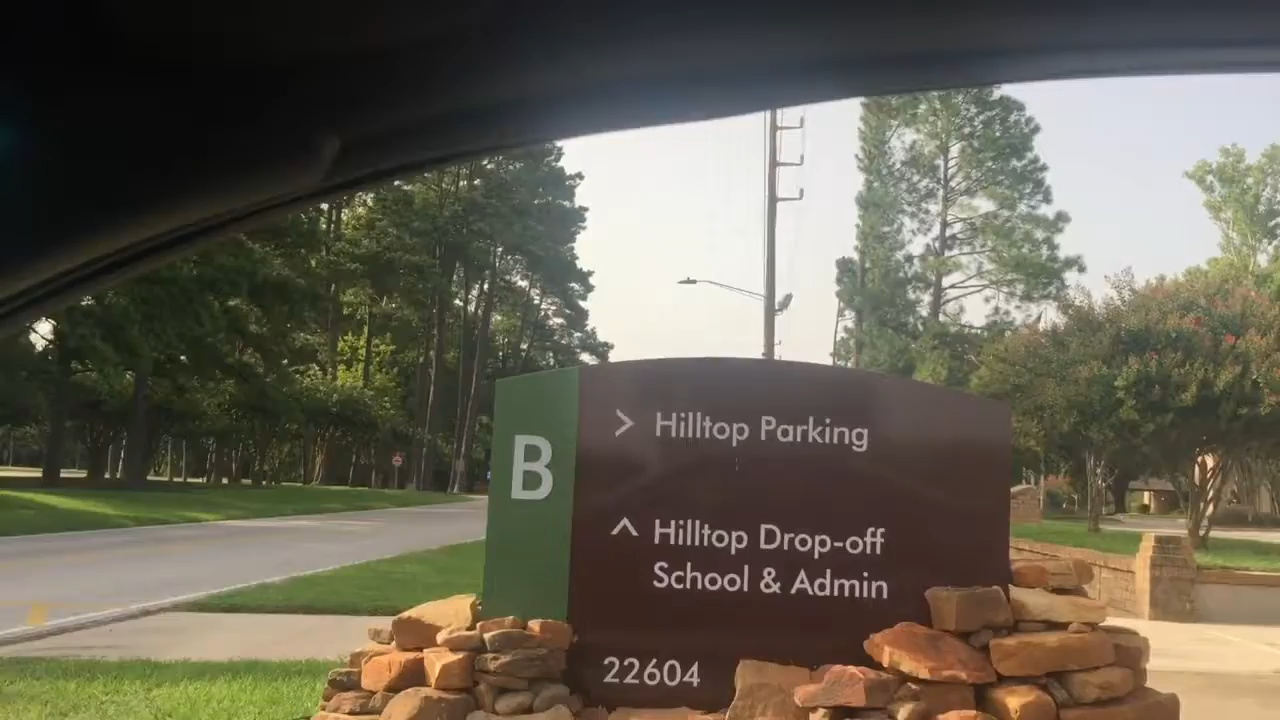 B
> Hilltop Parking
^ Hilltop Drop-off
School & Admin
22604